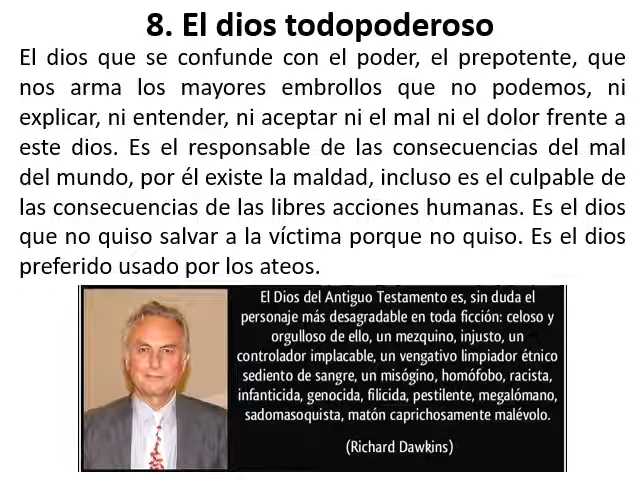 8. El dios todopoderoso
El dios que se confunde con el poder, el prepotente, que
nos arma los mayores embrollos que no podemos, ni
explicar, ni entender, ni aceptar ni el mal ni el dolor frente a
este dios. Es el responsable de las consecuencias del mal
del mundo, por él existe la maldad, incluso es el culpable de
las consecuencias de las libres acciones humanas. Es el dios
que no quiso salvar a la víctima porque no quiso. Es el dios
preferido usado por los ateos.
El Dios del Antiguo Testamento es, sin duda el
personaje más desagradable en toda ficción: celoso y
orgulloso de ello, un mezquino, injusto, un
controlador implacable, un vengativo limpiador étnico
sediento de sangre, un misógino, homófobo, racista,
infanticida, genocida, filicida, pestilente, megalómano,
sadomasoquista, matón caprichosamente malévolo.
(Richard Dawkins)